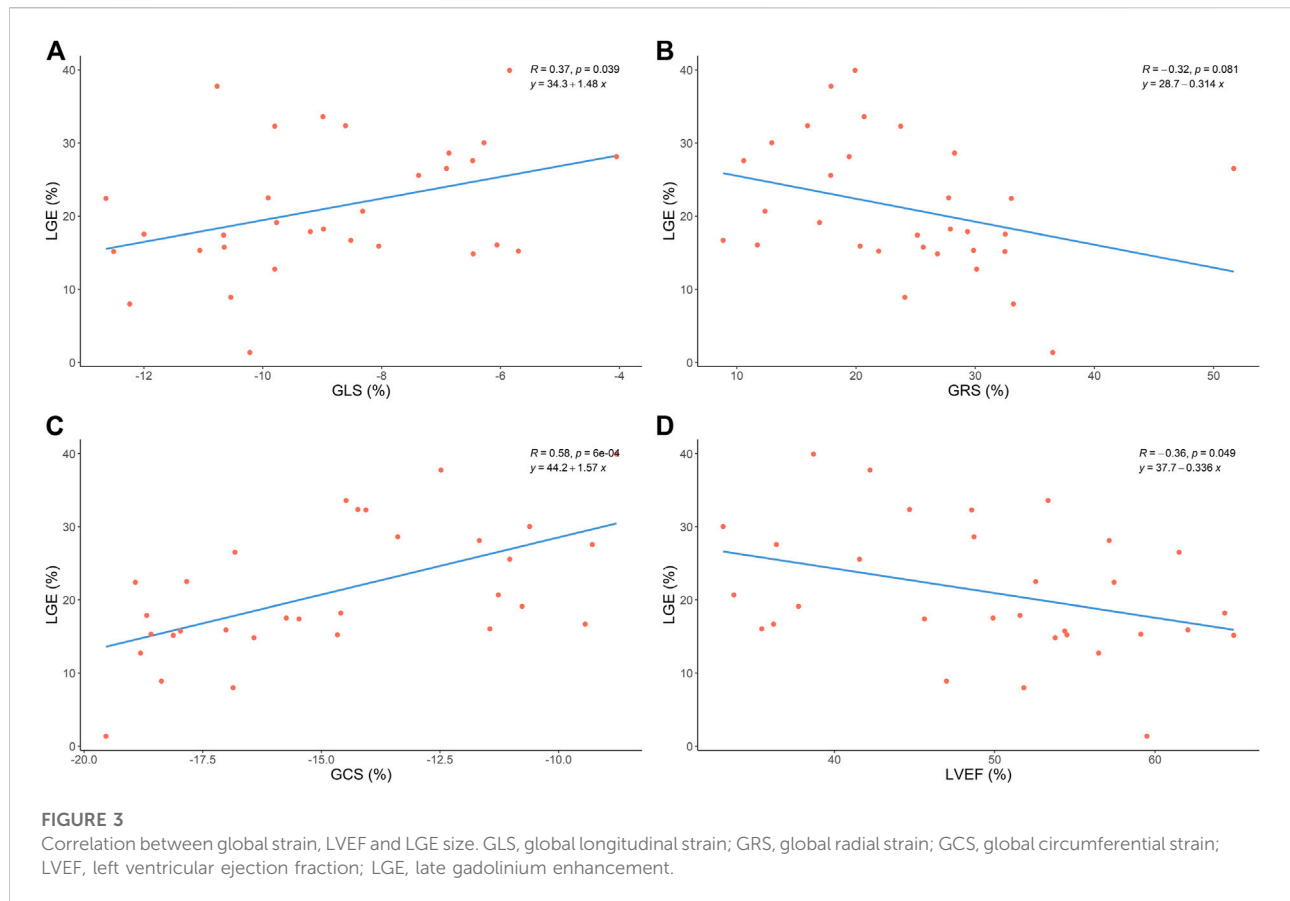 A
R = 0.37, p = 0.039
y = 34.3 + 1.48 x
40
30
20
10
0
LGE (%)
-12
-10
-8
-6
-4
GLS (%)
B
R = −0.32, p = 0.081
y = 28.7 − 0.314 x
40
30
20
10
0
LGE (%)
10
20
30
40
50
GRS (%)
C
R = 0.58, p = 6e-04
y = 44.2 + 1.57 x
40
30
20
10
0
LGE (%)
-20.0
-17.5
-15.0
-12.5
-10.0
GCS (%)
D
R = −0.36, p = 0.049
y = 37.7 − 0.336 x
40
30
20
10
0
LGE (%)
40
50
60
LVEF (%)
FIGURE 3
Correlation between global strain, LVEF and LGE size. GLS, global longitudinal strain; GRS, global radial strain; GCS, global circumferential strain;
LVEF, left ventricular ejection fraction; LGE, late gadolinium enhancement.